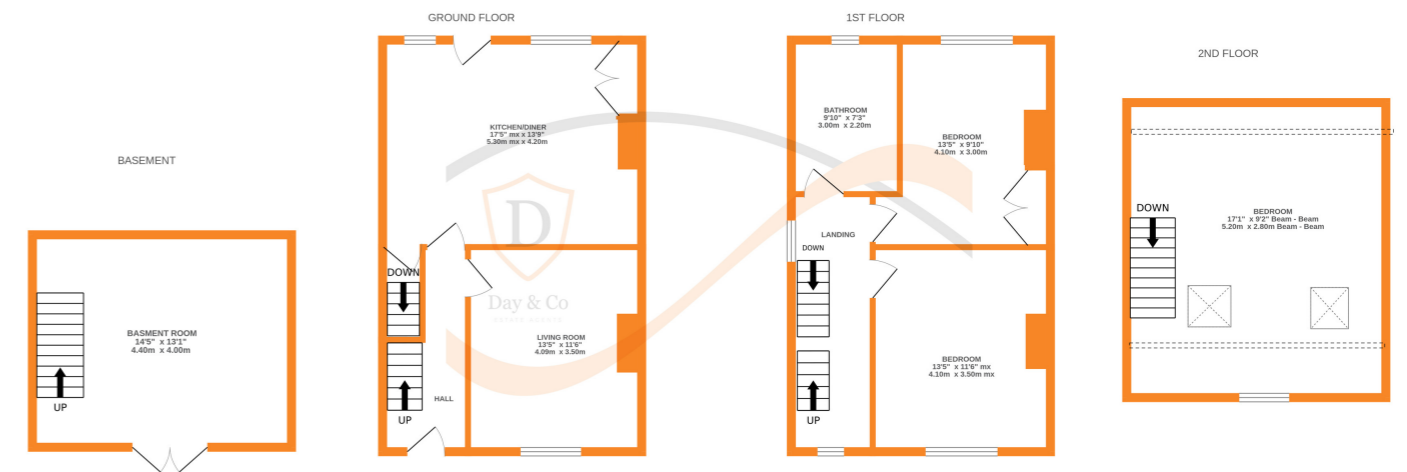 BASEMENT
BASMENT ROOM
14'5" x 13'1"
4.40m x 4.00m
UP
GROUND FLOOR
KITCHEN/DINER
17'5" mx x 13'9"
5.30m mx x 4.20m
DOWN
UP
HALL
LIVING ROOM
13'5" x 11'6"
4.09m x 3.50m
D
Day & Co
ESTATE AGENTS
1ST FLOOR
BATHROOM
9'10" x 7'3"
3.00m x 2.20m
BEDROOM
13'5" x 9'10"
4.10m x 3.00m
LANDING
DOWN
UP
BEDROOM
13'5" x 11'6" mx
4.10m x 3.50m mx
2ND FLOOR
DOWN
BEDROOM
17'1" x 9'2" Beam - Beam
5.20m x 2.80m Beam - Beam